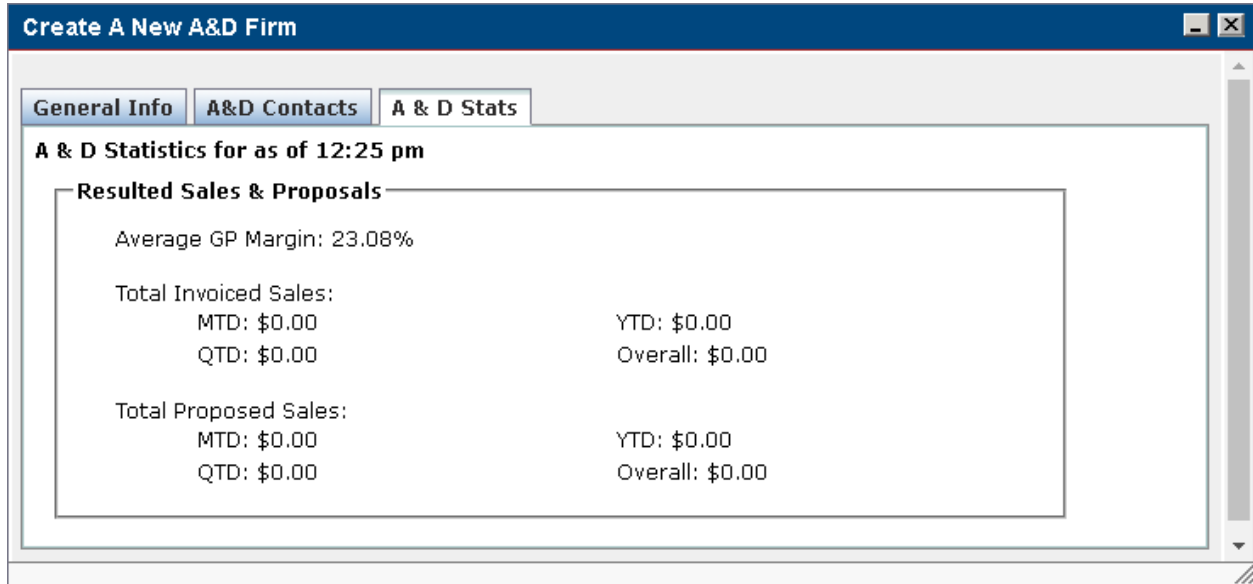 Create A New A&D Firm
General Info A&D Contacts A & D Stats
A & D Statistics for as of 12:25 pm
Resulted Sales & Proposals
Average GP Margin: 23.08%
Total Invoiced Sales:
MTD: $0.00 YTD: $0.00
QTD: $0.00 Overall: $0.00
Total Proposed Sales:
MTD: $0.00 YTD: $0.00
QTD: $0.00 Overall: $0.00